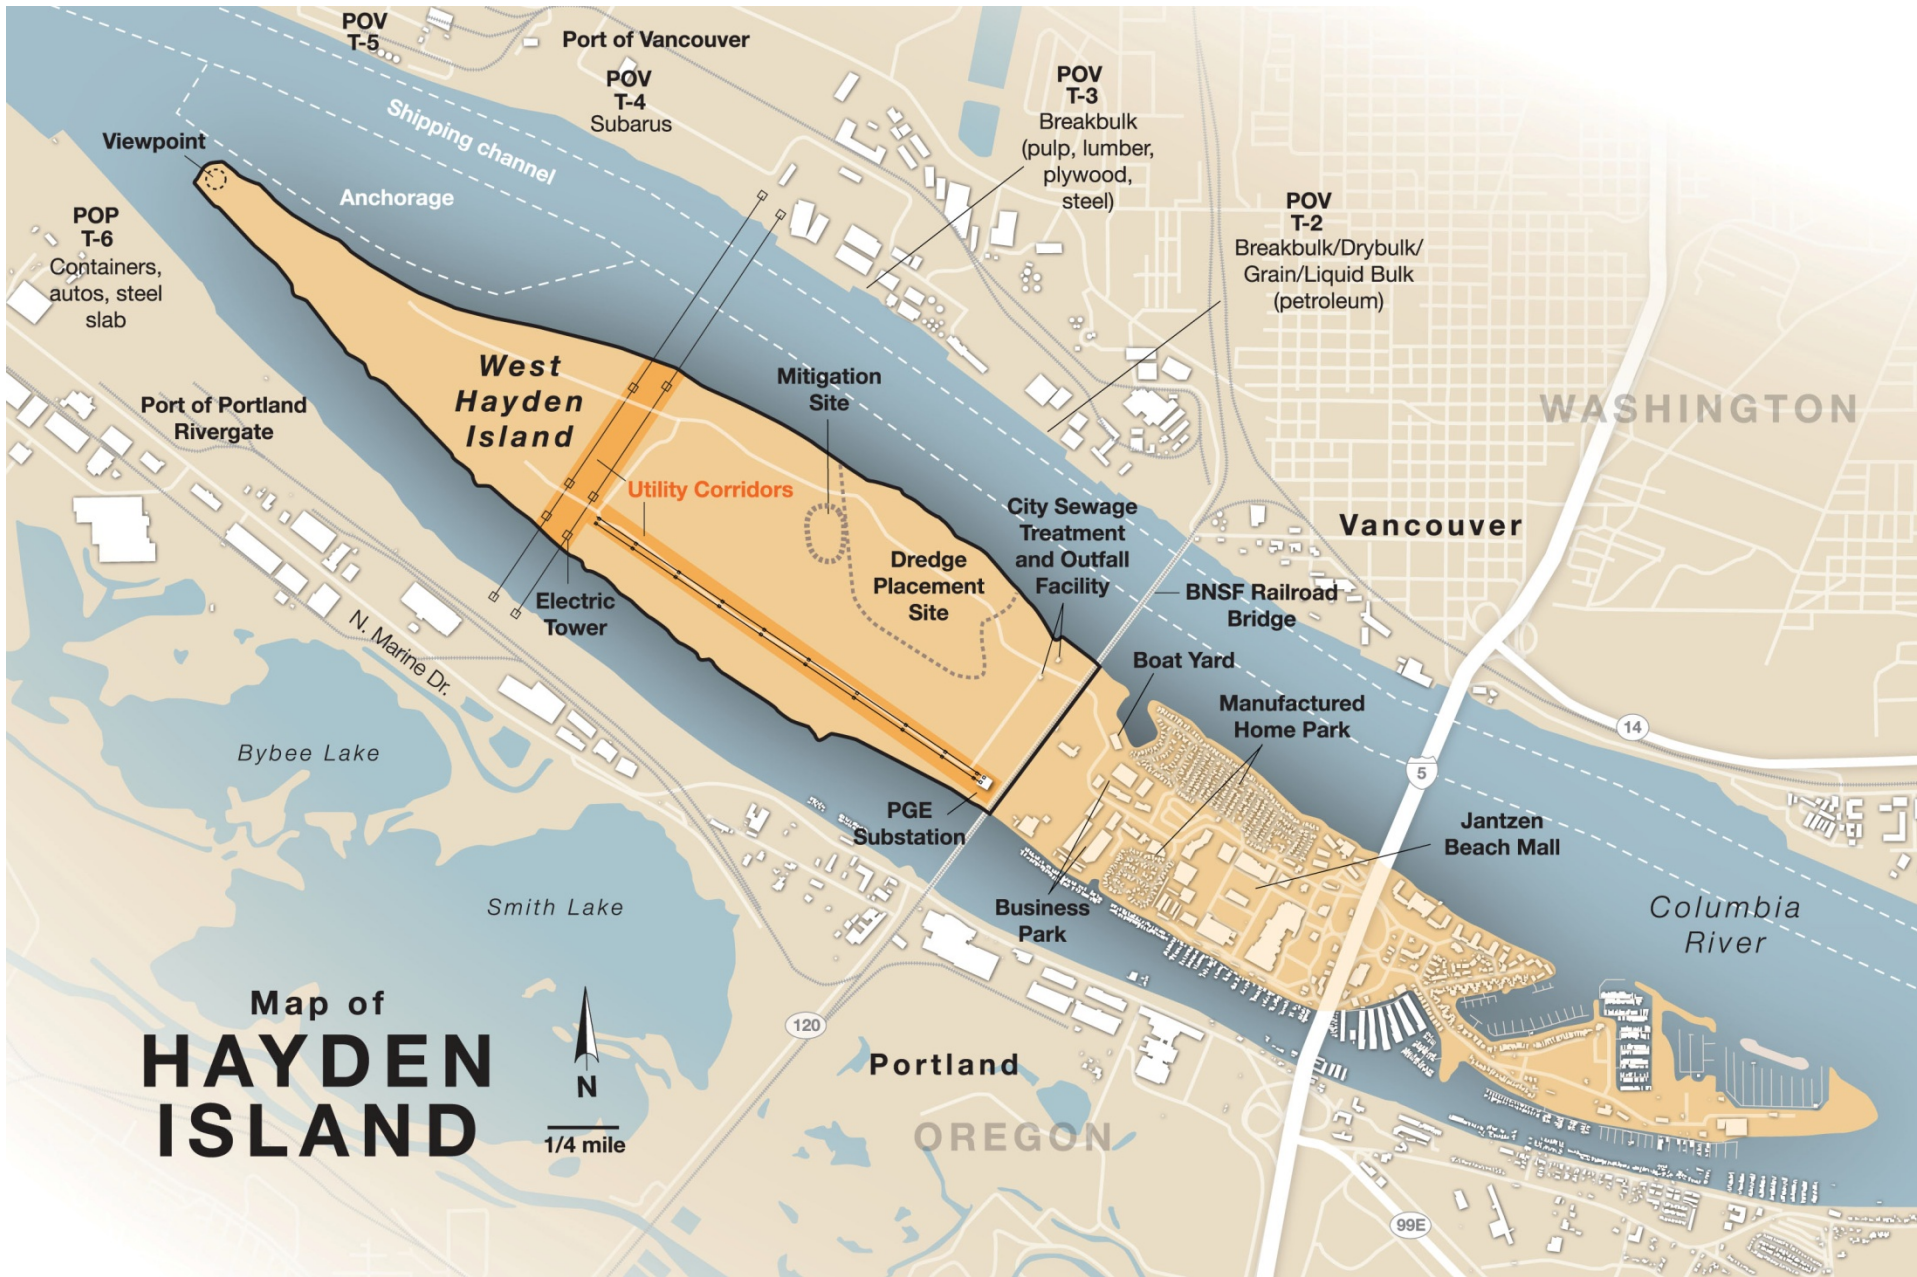 POV
T-5
Port of Vancouver
POV
T-4
Subarus
POV
T-3
Breakbulk
(pulp, lumber,
plywood,
steel)
Shipping channel
Viewpoint
Anchorage
POV
T-2
Breakbulk/Drybulk/
Grain/Liquid Bulk
(petroleum)
POP
T-6
Containers,
autos, steel
slab
West
Hayden
Island
Mitigation
Site
Port of Portland
Rivergate
WASHINGTON
Utility Corridors
City Sewage
Treatment
and Outfall
Facility
Vancouver
Dredge
Placement
Site
Electric
Tower
BNSF Railroad
Bridge
N. Marine Dr.
Boat Yard
Manufactured
Home Park
14
Bybee Lake
5
PGE
Substation
Jantzen
Beach Mall
Smith Lake
Business
Park
Columbia
River
Map of
HAYDEN
ISLAND
N
1/4 mile
120
Portland
OREGON
99E